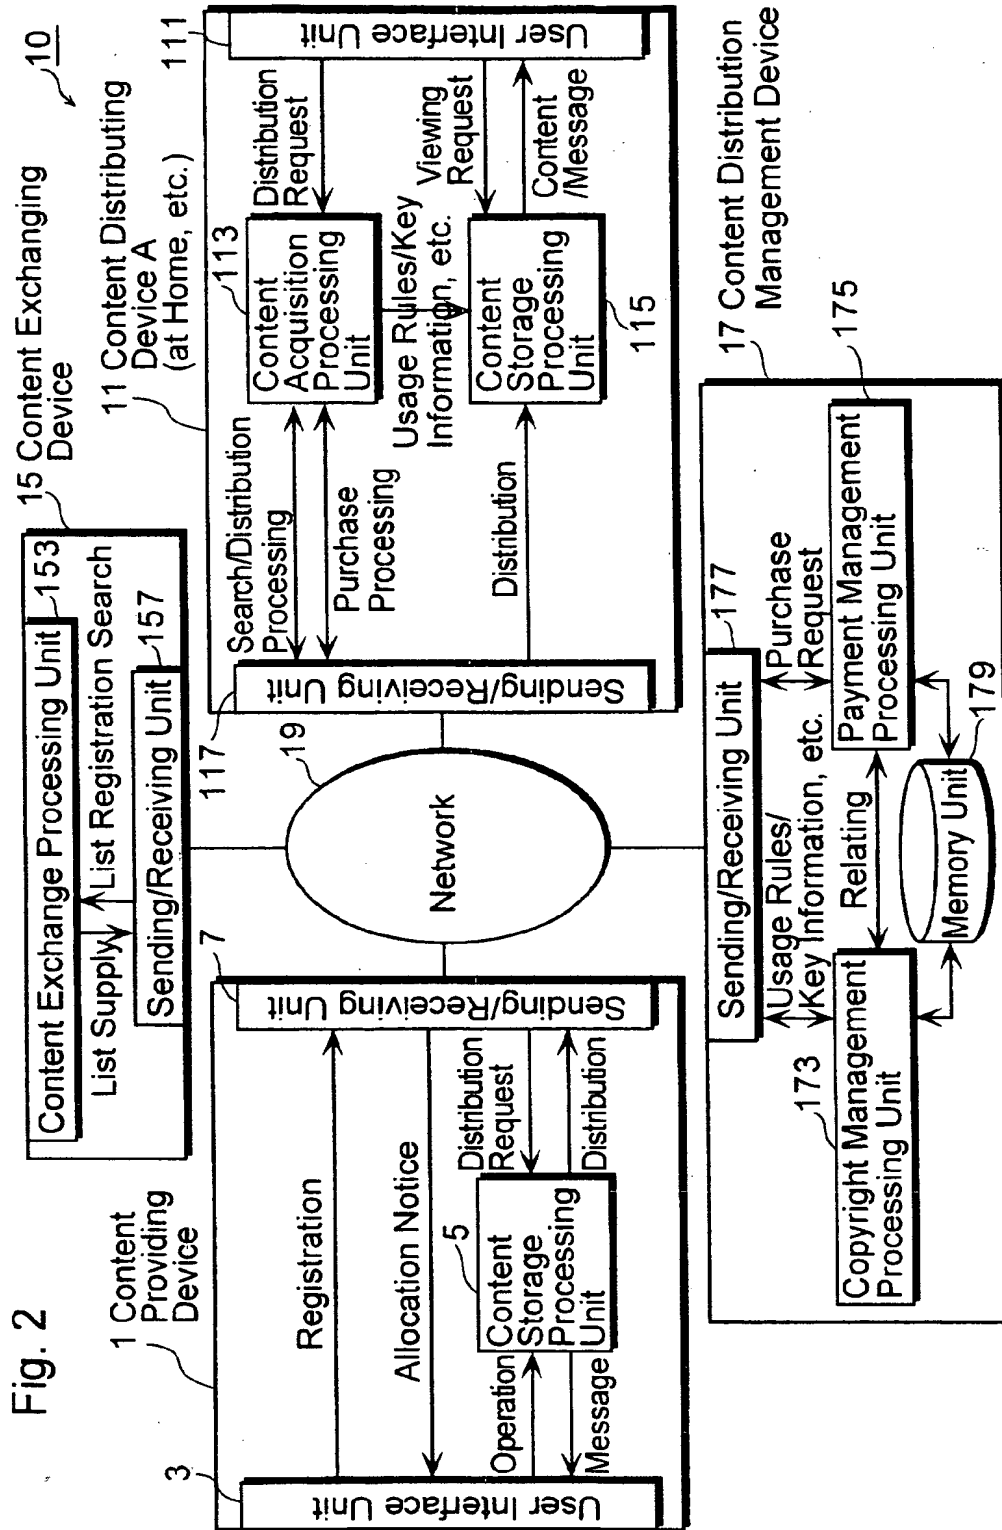 Fig. 2
10
1 Content
Providing
Device
3
User Interface Unit
Registration
Allocation Notice
Operation
Message
5
Content
Storage
Processing
Unit
Distribution
Request
Distribution
7
Sending/Receiving Unit
15 Content Exchanging
Device
Content Exchange Processing Unit
153
List Supply
List Registration Search
Sending/Receiving Unit
157
19
Network
11 Content Distributing
Device A
(at Home, etc.)
117
Sending/Receiving Unit
Search/Distribution
Processing
Purchase
Processing
Distribution
113
Content
Acquisition
Processing
Unit
Usage Rules/Key
Information, etc.
Content
Storage
Processing
Unit
115
Distribution
Request
Viewing
Request
Content
/Message
111
User Interface Unit
17 Content Distribution
Management Device
Sending/Receiving Unit
177
Usage Rules/
Key Information, etc.
Purchase
Request
173
Copyright Management
Processing Unit
Relating
Payment Management
Processing Unit
175
Memory Unit
179